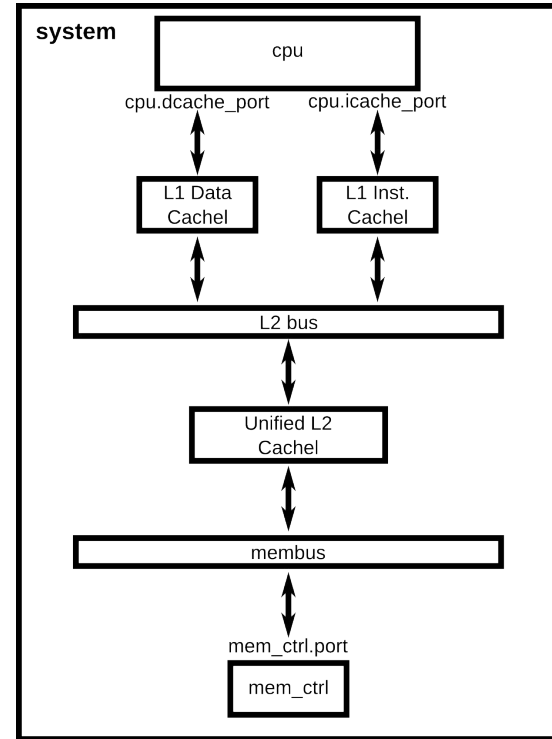 system
cpu
cpu.dcache_port
cpu.icache_port
L1 Data
Cachel
L1 Inst.
Cachel
L2 bus
Unified L2
Cachel
membus
mem_ctrl.port
mem_ctrl